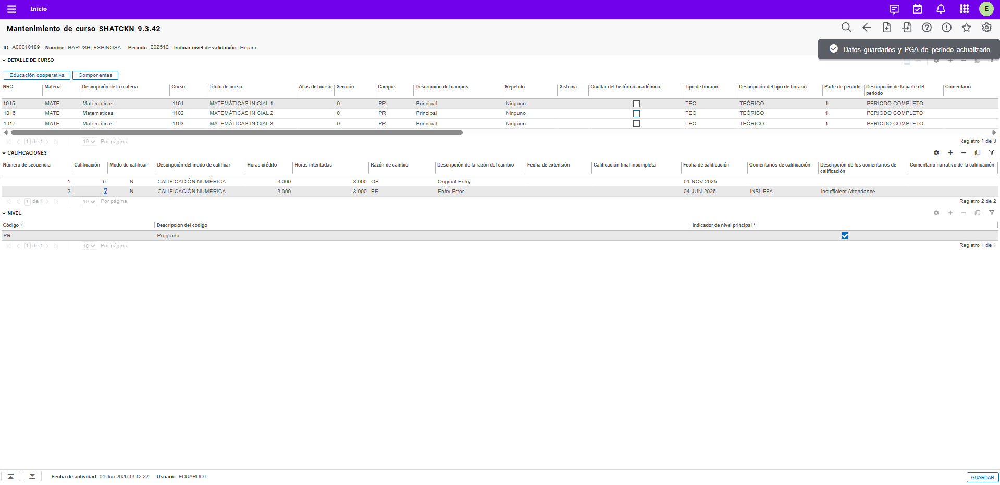 Inicio
E
Mantenimiento de curso SHATCKN 9.3.42
ID: A00010189 Nombre: BARUSH, ESPINOSA Periodo: 202510 Indicar nivel de validación: Horario
Datos guardados y PGA de periodo actualizado.
DETALLE DE CURSO
Educación cooperativa Componentes
NRC Materia Descripción de la materia Curso Título de curso Alias del curso Sección Campus Descripción del campus Repetido Sistema Ocultar del histórico académico Tipo de horario Descripción del tipo de horario Parte de periodo Descripción de la parte del periodo Comentario
1015 MATE Matemáticas 1101 MATEMÁTICAS INICIAL 1 0 PR Principal Ninguno TEO TEÓRICO 1 PERIODO COMPLETO
1016 MATE Matemáticas 1102 MATEMÁTICAS INICIAL 2 0 PR Principal Ninguno TEO TEÓRICO 1 PERIODO COMPLETO
1017 MATE Matemáticas 1103 MATEMÁTICAS INICIAL 3 0 PR Principal Ninguno TEO TEÓRICO 1 PERIODO COMPLETO
1 de 1 10 Por página Registro 1 de 3
CALIFICACIONES
Número de secuencia Calificación Modo de calificar Descripción del modo de calificar Horas crédito Horas intentadas Razón de cambio Descripción de la razón del cambio Fecha de extensión Calificación final incompleta Fecha de calificación Comentarios de calificación Descripción de los comentarios de calificación Comentario narrativo de la calificación
1 5 N CALIFICACIÓN NUMÉRICA 3.000 3.000 OE Original Entry 01-NOV-2025
2 6 N CALIFICACIÓN NUMÉRICA 3.000 3.000 EE Entry Error 04-JUN-2026 INSUFFA Insufficient Attendance
1 de 1 10 Por página Registro 2 de 2
NIVEL
Código * Descripción del código Indicador de nivel principal *
PR Pregrado
1 de 1 10 Por página Registro 1 de 1
Fecha de actividad 04-Jun-2026 13:12:22 Usuario EDUARDOT
GUARDAR